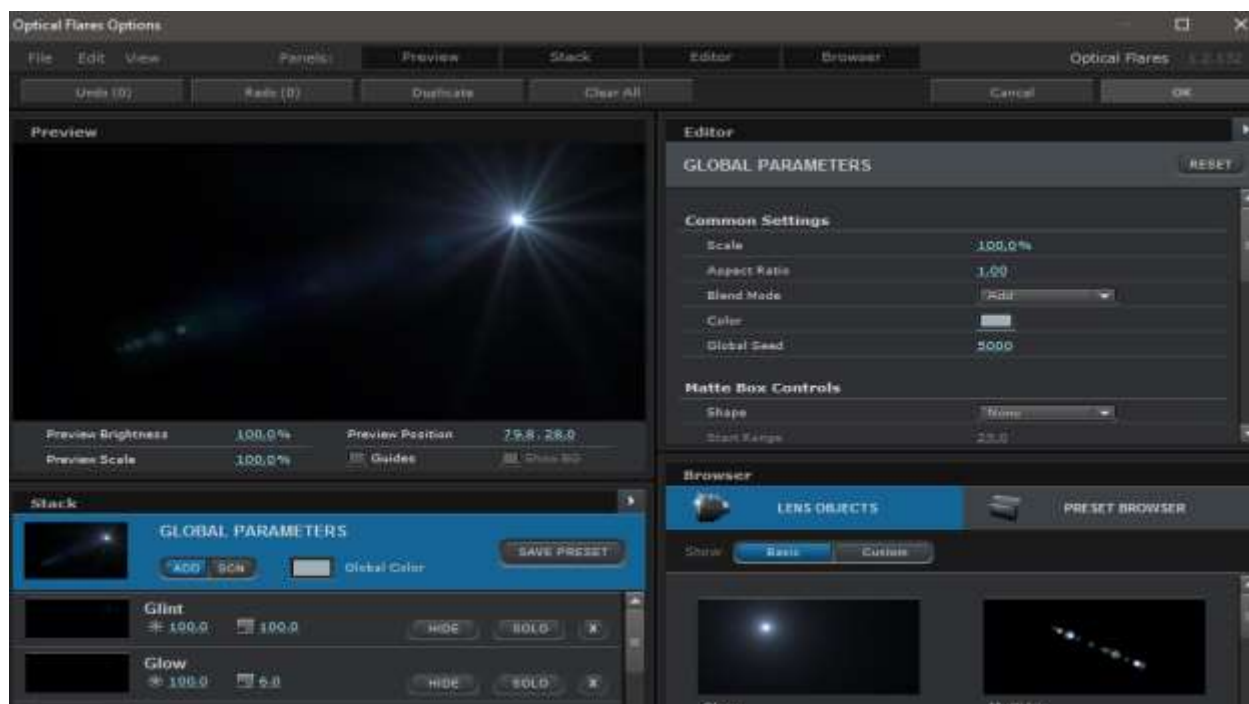 Optical Flares Options
File Edit View Panels: Preview Stack Editor Browser Optical Flares
Undo (0) Redo (0) Duplicate Clear All Cancel OK
Preview
Preview Brightness 100.0% Preview Position 79.8 , 28.0
Preview Scale 100.0% Guides Show BG
Stack
GLOBAL PARAMETERS
ADD SCN Global Color SAVE PRESET
Glint
100.0 100.0 HIDE SOLO X
Glow
100.0 6.0 HIDE SOLO X
Editor
GLOBAL PARAMETERS RESET
Common Settings
Scale 100.0%
Aspect Ratio 1.00
Blend Mode Add
Color
Global Seed 5000
Matte Box Controls
Shape None
Start Range
Browser
LENS OBJECTS PRESET BROWSER
Show Basic Custom